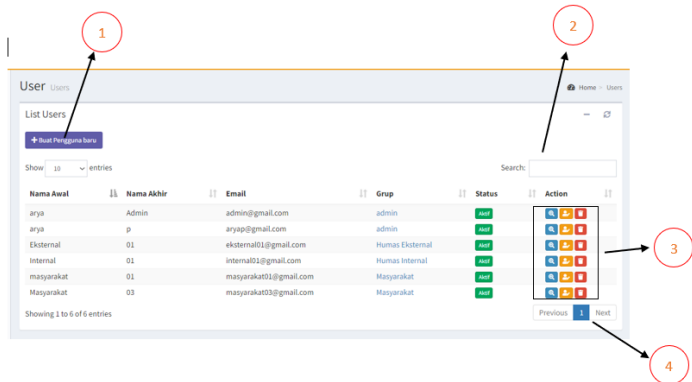 1
2
User Users
Home > Users
List Users
+ Buat Pengguna baru
Show 10 entries
Search:
Nama Awal Nama Akhir Email Grup Status Action
arya Admin admin@gmail.com admin Aktif
arya p aryap@gmail.com admin Aktif
Eksternal 01 eksternal01@gmail.com Humas Eksternal Aktif
Internal 01 internal01@gmail.com Humas Internal Aktif
masyarakat 01 masyarakat01@gmail.com Masyarakat Aktif
Masyarakat 03 masyarakat03@gmail.com Masyarakat Aktif
3
Showing 1 to 6 of 6 entries
Previous 1 Next
4